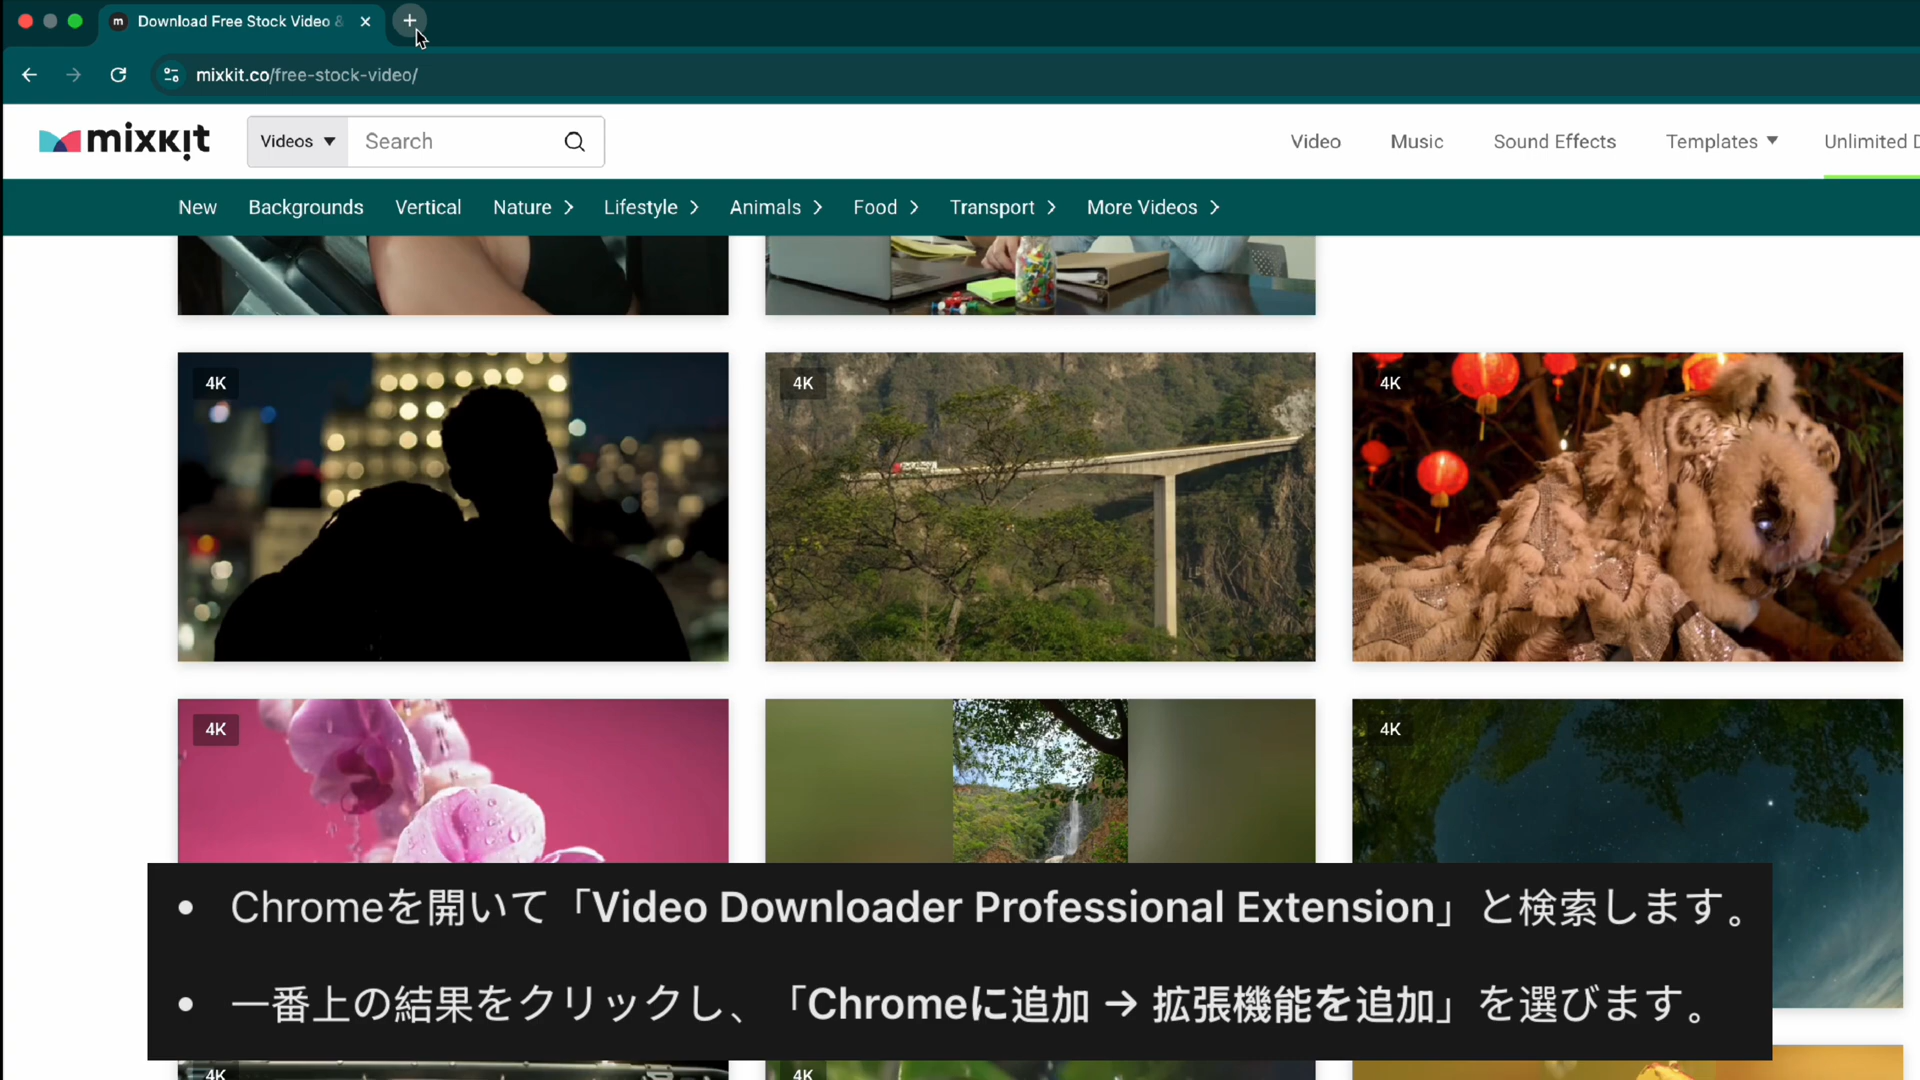 m Download Free Stock Video &
mixkit.co/free-stock-video/
mixkit
Videos
Search
Video
Music
Sound Effects
Templates
Unlimited D
New
Backgrounds
Vertical
Nature
Lifestyle
Animals
Food
Transport
More Videos
4K
4K
4K
4K
4K
• Chromeを開いて「Video Downloader Professional Extension」と検索します。
• 一番上の結果をクリックし、「Chromeに追加 → 拡張機能を追加」を選びます。
4K
4K